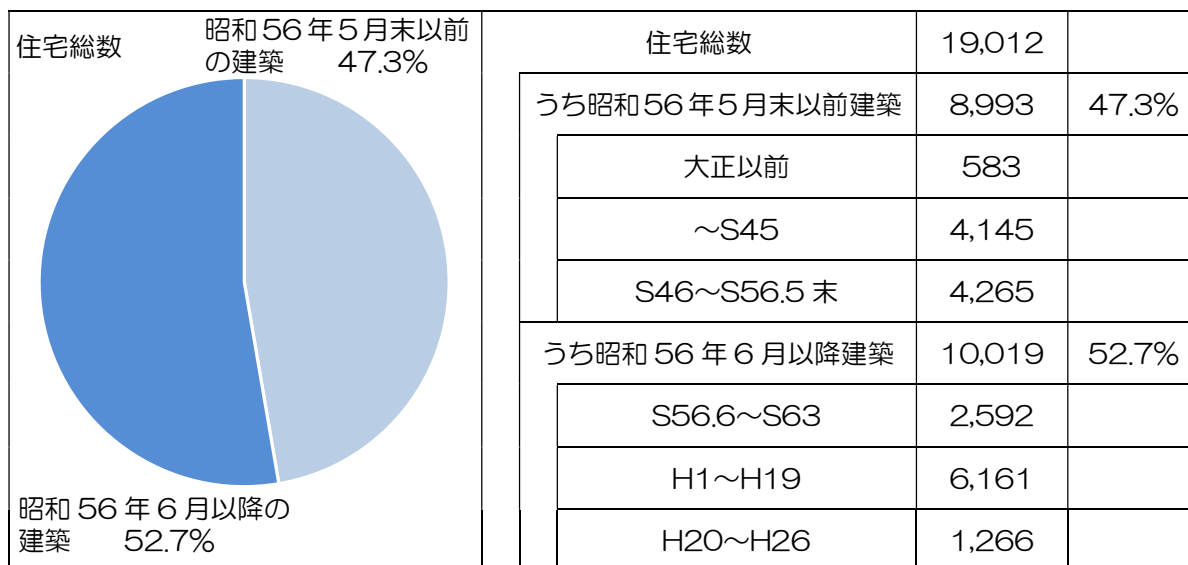 住宅総数
昭和56年5月末以前
の建築 47.3%
昭和56年6月以降の
建築 52.7%
住宅総数 19,012
うち昭和56年5月末以前建築 8,993 47.3%
大正以前 583
～S45 4,145
S46～S56.5末 4,265
うち昭和56年6月以降建築 10,019 52.7%
S56.6～S63 2,592
H1～H19 6,161
H20～H26 1,266